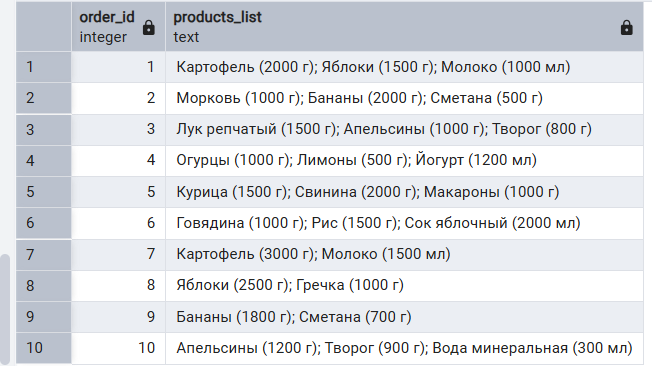 order_id products_list
integer text
1 1 Картофель (2000 г); Яблоки (1500 г); Молоко (1000 мл)
2 2 Морковь (1000 г); Бананы (2000 г); Сметана (500 г)
3 3 Лук репчатый (1500 г); Апельсины (1000 г); Творог (800 г)
4 4 Огурцы (1000 г); Лимоны (500 г); Йогурт (1200 мл)
5 5 Курица (1500 г); Свинина (2000 г); Макароны (1000 г)
6 6 Говядина (1000 г); Рис (1500 г); Сок яблочный (2000 мл)
7 7 Картофель (3000 г); Молоко (1500 мл)
8 8 Яблоки (2500 г); Гречка (1000 г)
9 9 Бананы (1800 г); Сметана (700 г)
10 10 Апельсины (1200 г); Творог (900 г); Вода минеральная (300 мл)